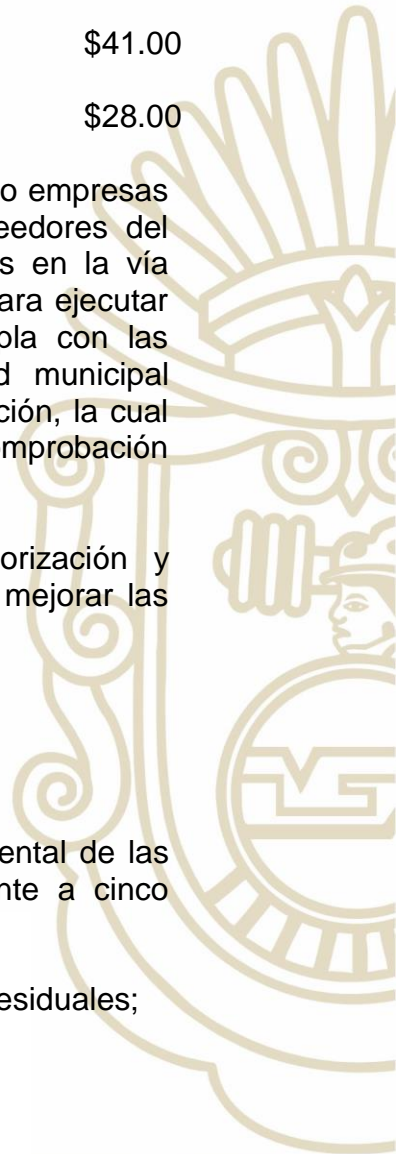 $41.00
$28.00
o empresas
eedores del
s en la vía
ara ejecutar
ola con las
d municipal
ción, la cual
omprobación
orización y
mejorar las
ental de las
nte a cinco
esiduales;